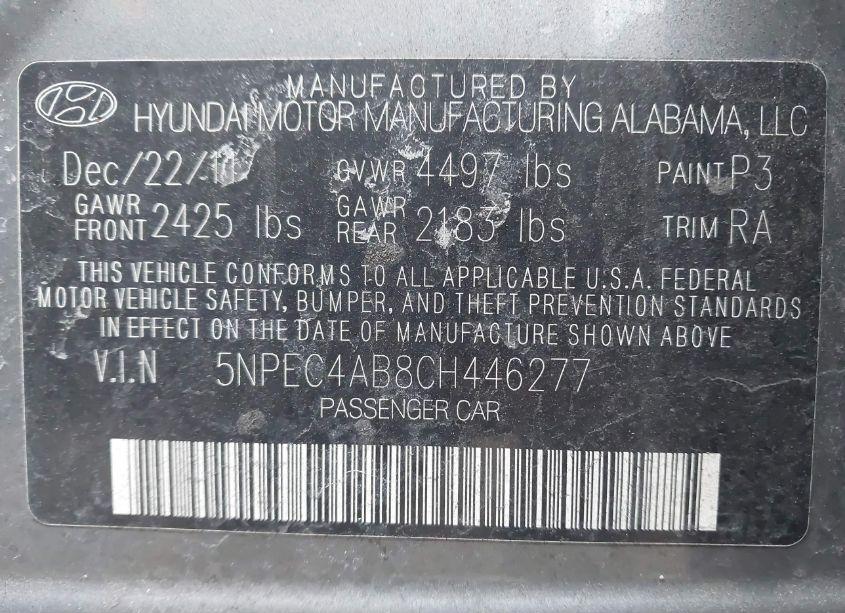 MANUFACTURED BY
HYUNDAI MOTOR MANUFACTURING ALABAMA, LLC
Dec/22/11 GVWR 4497 lbs PAINT P3
GAWR FRONT 2425 lbs GAWR REAR 2183 lbs TRIM RA
THIS VEHICLE CONFORMS TO ALL APPLICABLE U.S.A. FEDERAL
MOTOR VEHICLE SAFETY, BUMPER, AND THEFT PREVENTION STANDARDS
IN EFFECT ON THE DATE OF MANUFACTURE SHOWN ABOVE
V.I.N 5NPEC4AB8CH446277
PASSENGER CAR